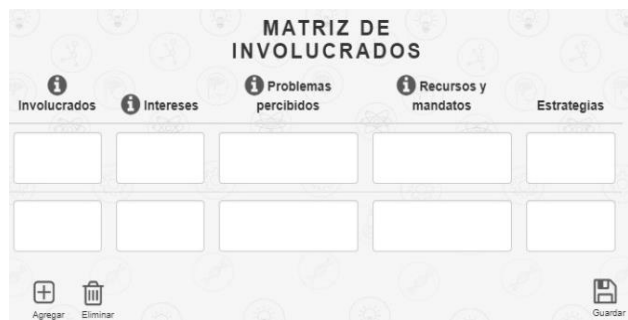 MATRIZ DE
INVOLUCRADOS
Involucrados
Intereses
Problemas
percibidos
Recursos y
mandatos
Estrategias
Agregar
Eliminar
Guardar